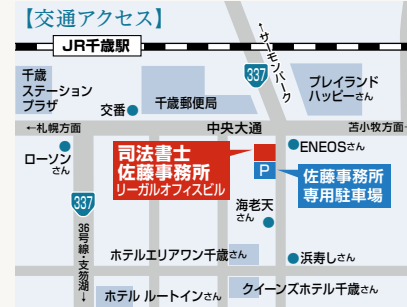 【交通アクセス】
JR千歳駅
千歳
ステーション
プラザ
交番
千歳郵便局
337
←サーモンパーク
プレイランド
ハッピーさん
←札幌方面
中央大通
苫小牧方面→
ローソン
さん
司法書士
佐藤事務所
リーガルオフィスビル
ENEOSさん
P
佐藤事務所
専用駐車場
337
36号線・支笏湖→
海老天
さん
ホテルエリアワン千歳さん
浜寿しさん
ホテル ルートインさん
クイーンズホテル千歳さん